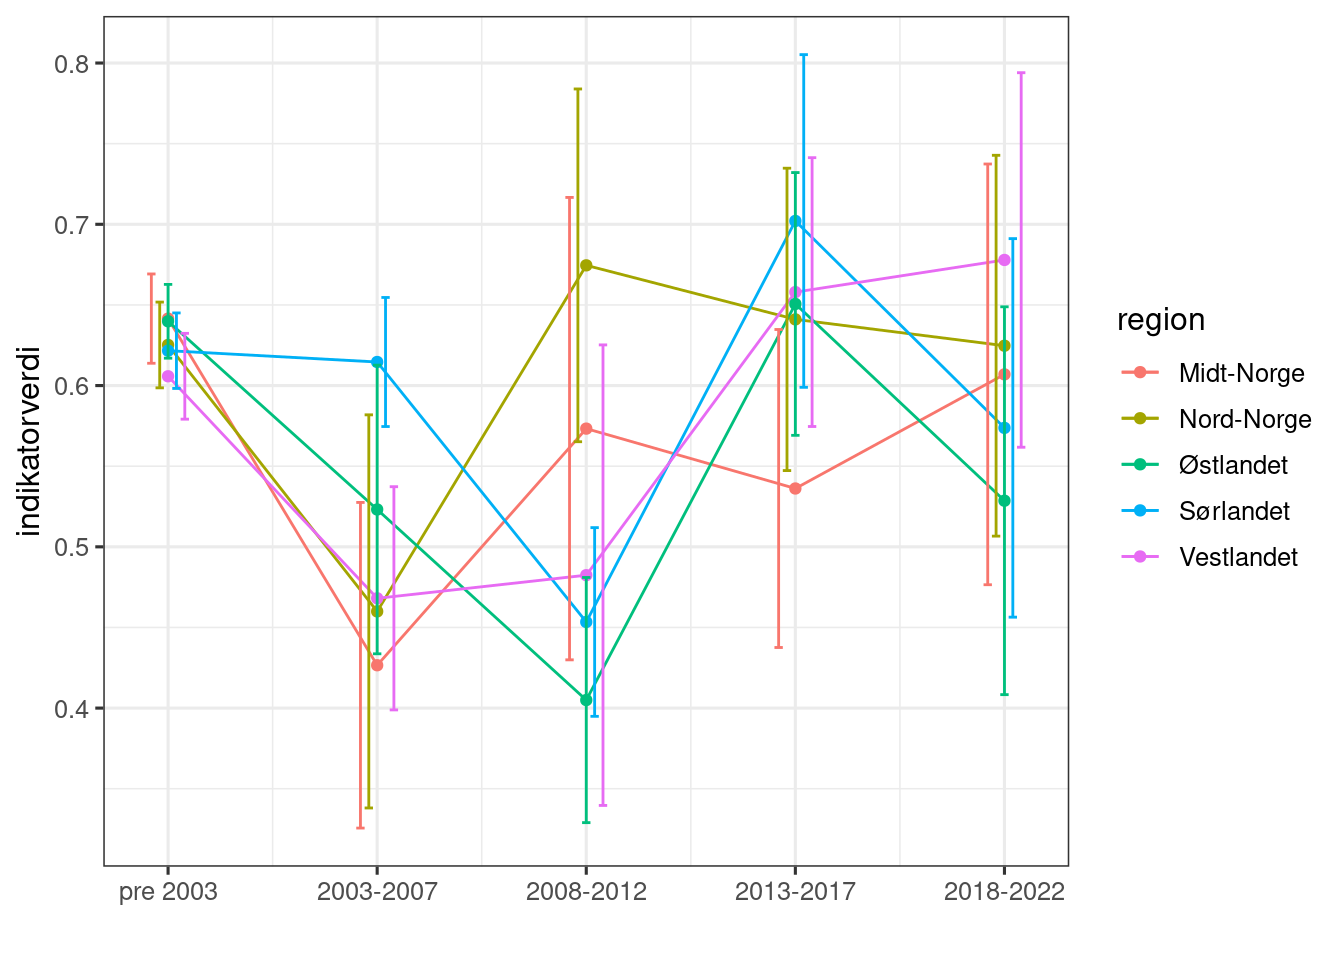 indikatorverdi
0.8
0.7
0.6
0.5
0.4
pre 2003
2003-2007
2008-2012
2013-2017
2018-2022
region
Midt-Norge
Nord-Norge
Østlandet
Sørlandet
Vestlandet